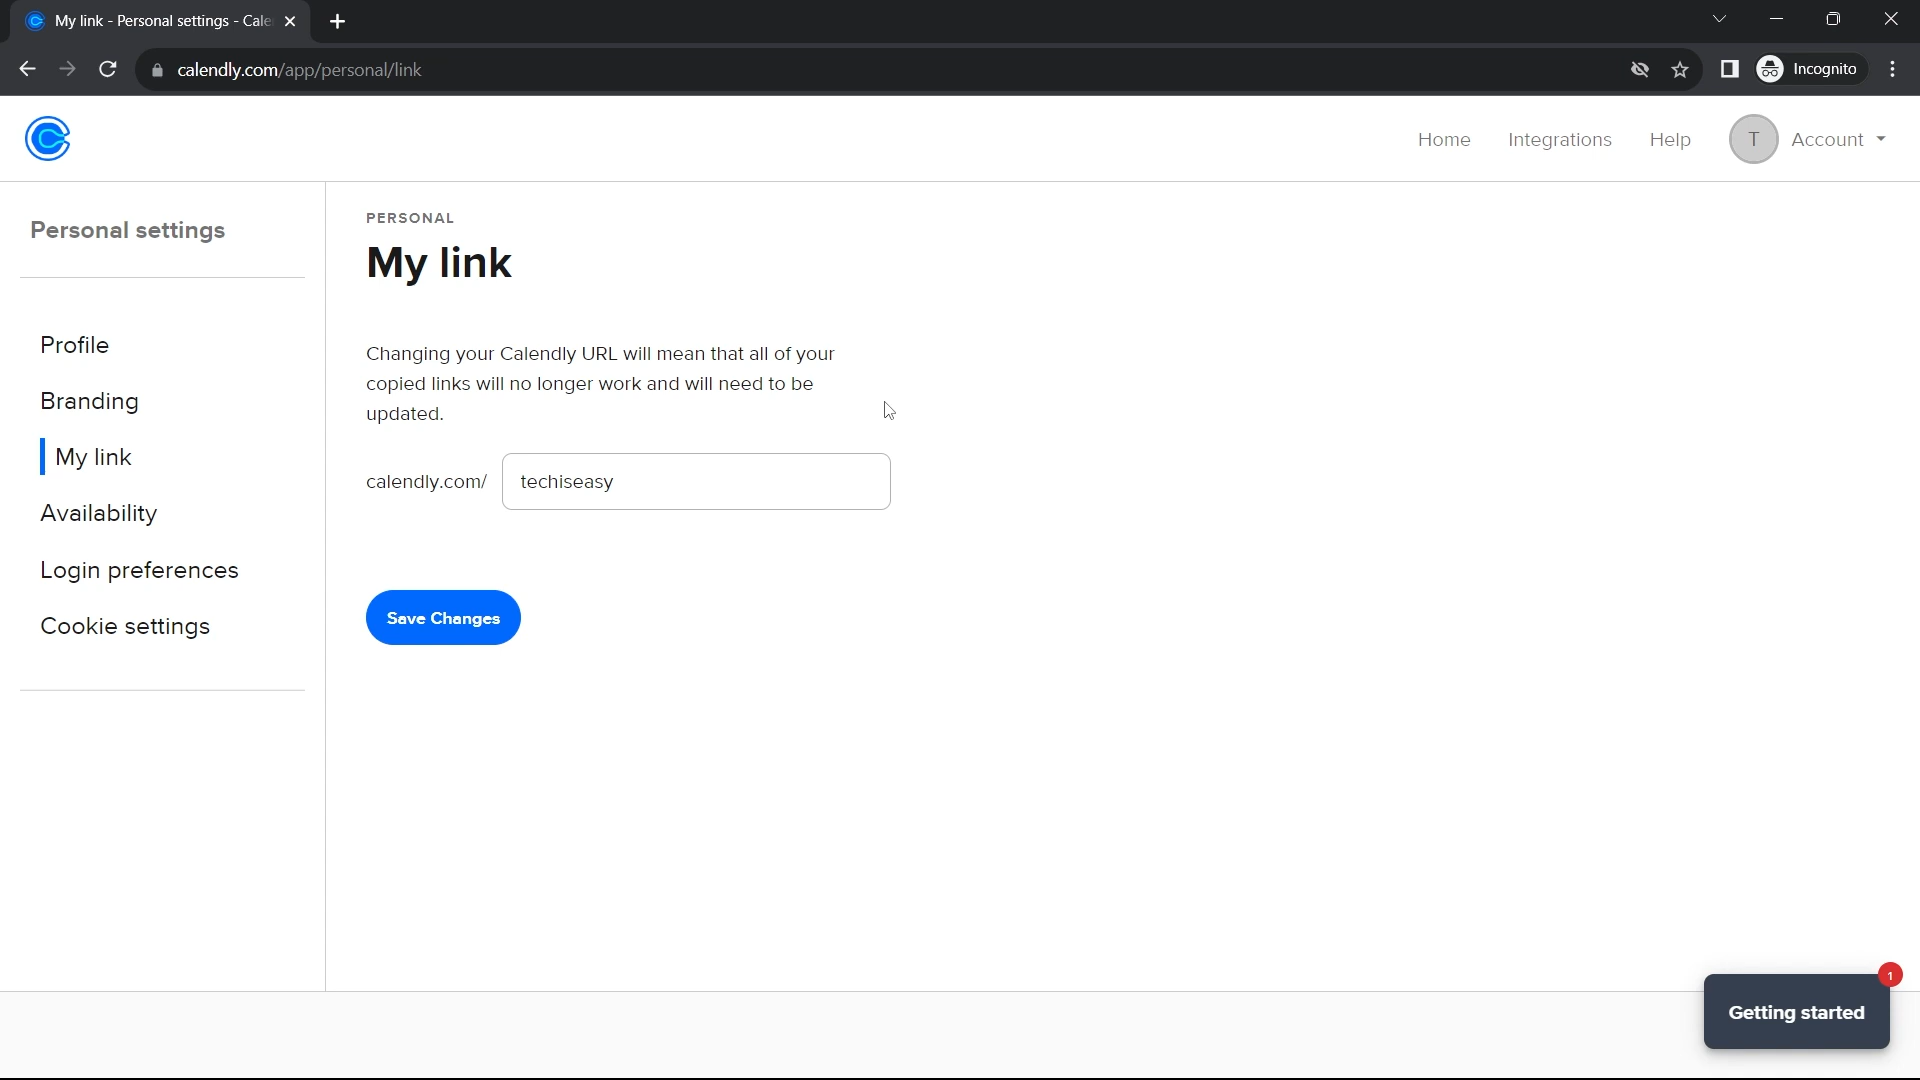 My link - Personal settings - Cale
calendly.com/app/personal/link
Incognito
Home
Integrations
Help
T
Account
Personal settings
Profile
Branding
My link
Availability
Login preferences
Cookie settings
PERSONAL
My link
Changing your Calendly URL will mean that all of your
copied links will no longer work and will need to be
updated.
calendly.com/
techiseasy
Save Changes
1
Getting started